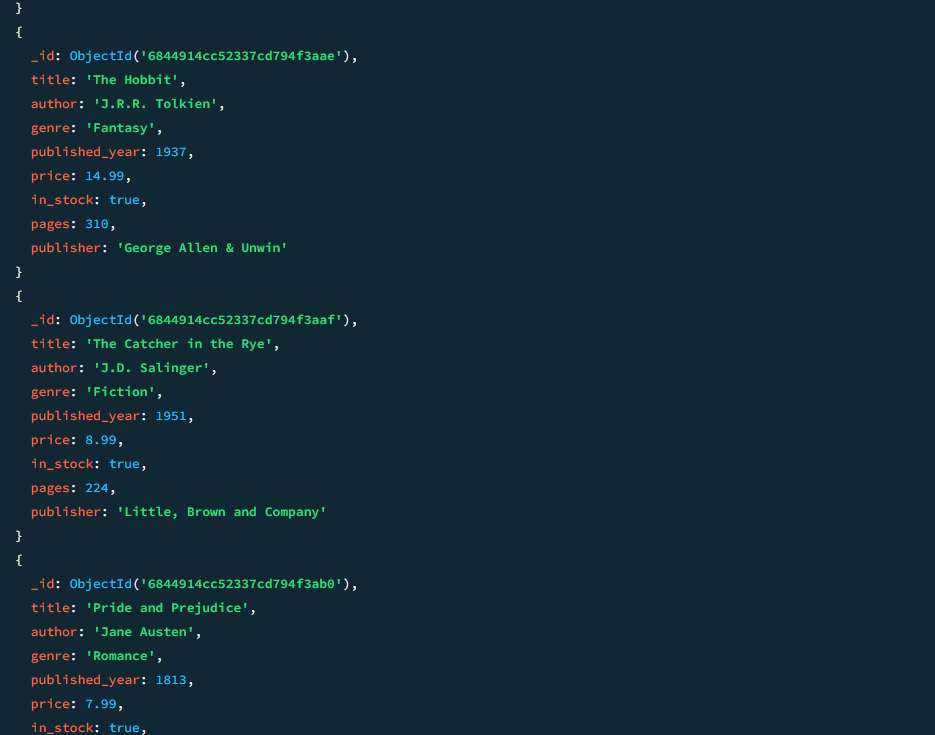 }
{
  _id: ObjectId('6844914cc52337cd794f3aae'),
  title: 'The Hobbit',
  author: 'J.R.R. Tolkien',
  genre: 'Fantasy',
  published_year: 1937,
  price: 14.99,
  in_stock: true,
  pages: 310,
  publisher: 'George Allen & Unwin'
}
{
  _id: ObjectId('6844914cc52337cd794f3aaf'),
  title: 'The Catcher in the Rye',
  author: 'J.D. Salinger',
  genre: 'Fiction',
  published_year: 1951,
  price: 8.99,
  in_stock: true,
  pages: 224,
  publisher: 'Little, Brown and Company'
}
{
  _id: ObjectId('6844914cc52337cd794f3ab0'),
  title: 'Pride and Prejudice',
  author: 'Jane Austen',
  genre: 'Romance',
  published_year: 1813,
  price: 7.99,
  in_stock: true,